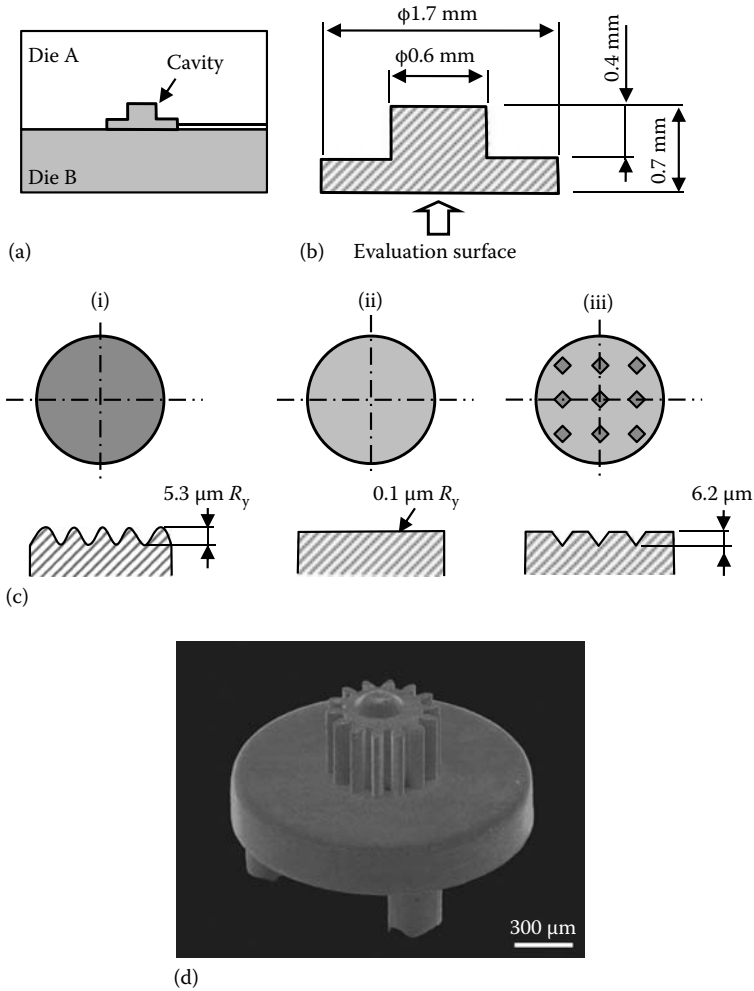 Die A
Cavity
Die B
(a)
ϕ1.7 mm
ϕ0.6 mm
0.4 mm
0.7 mm
(b) Evaluation surface
(i) (ii) (iii)
5.3 μm Ry
0.1 μm Ry
6.2 μm
(c)
300 μm
(d)